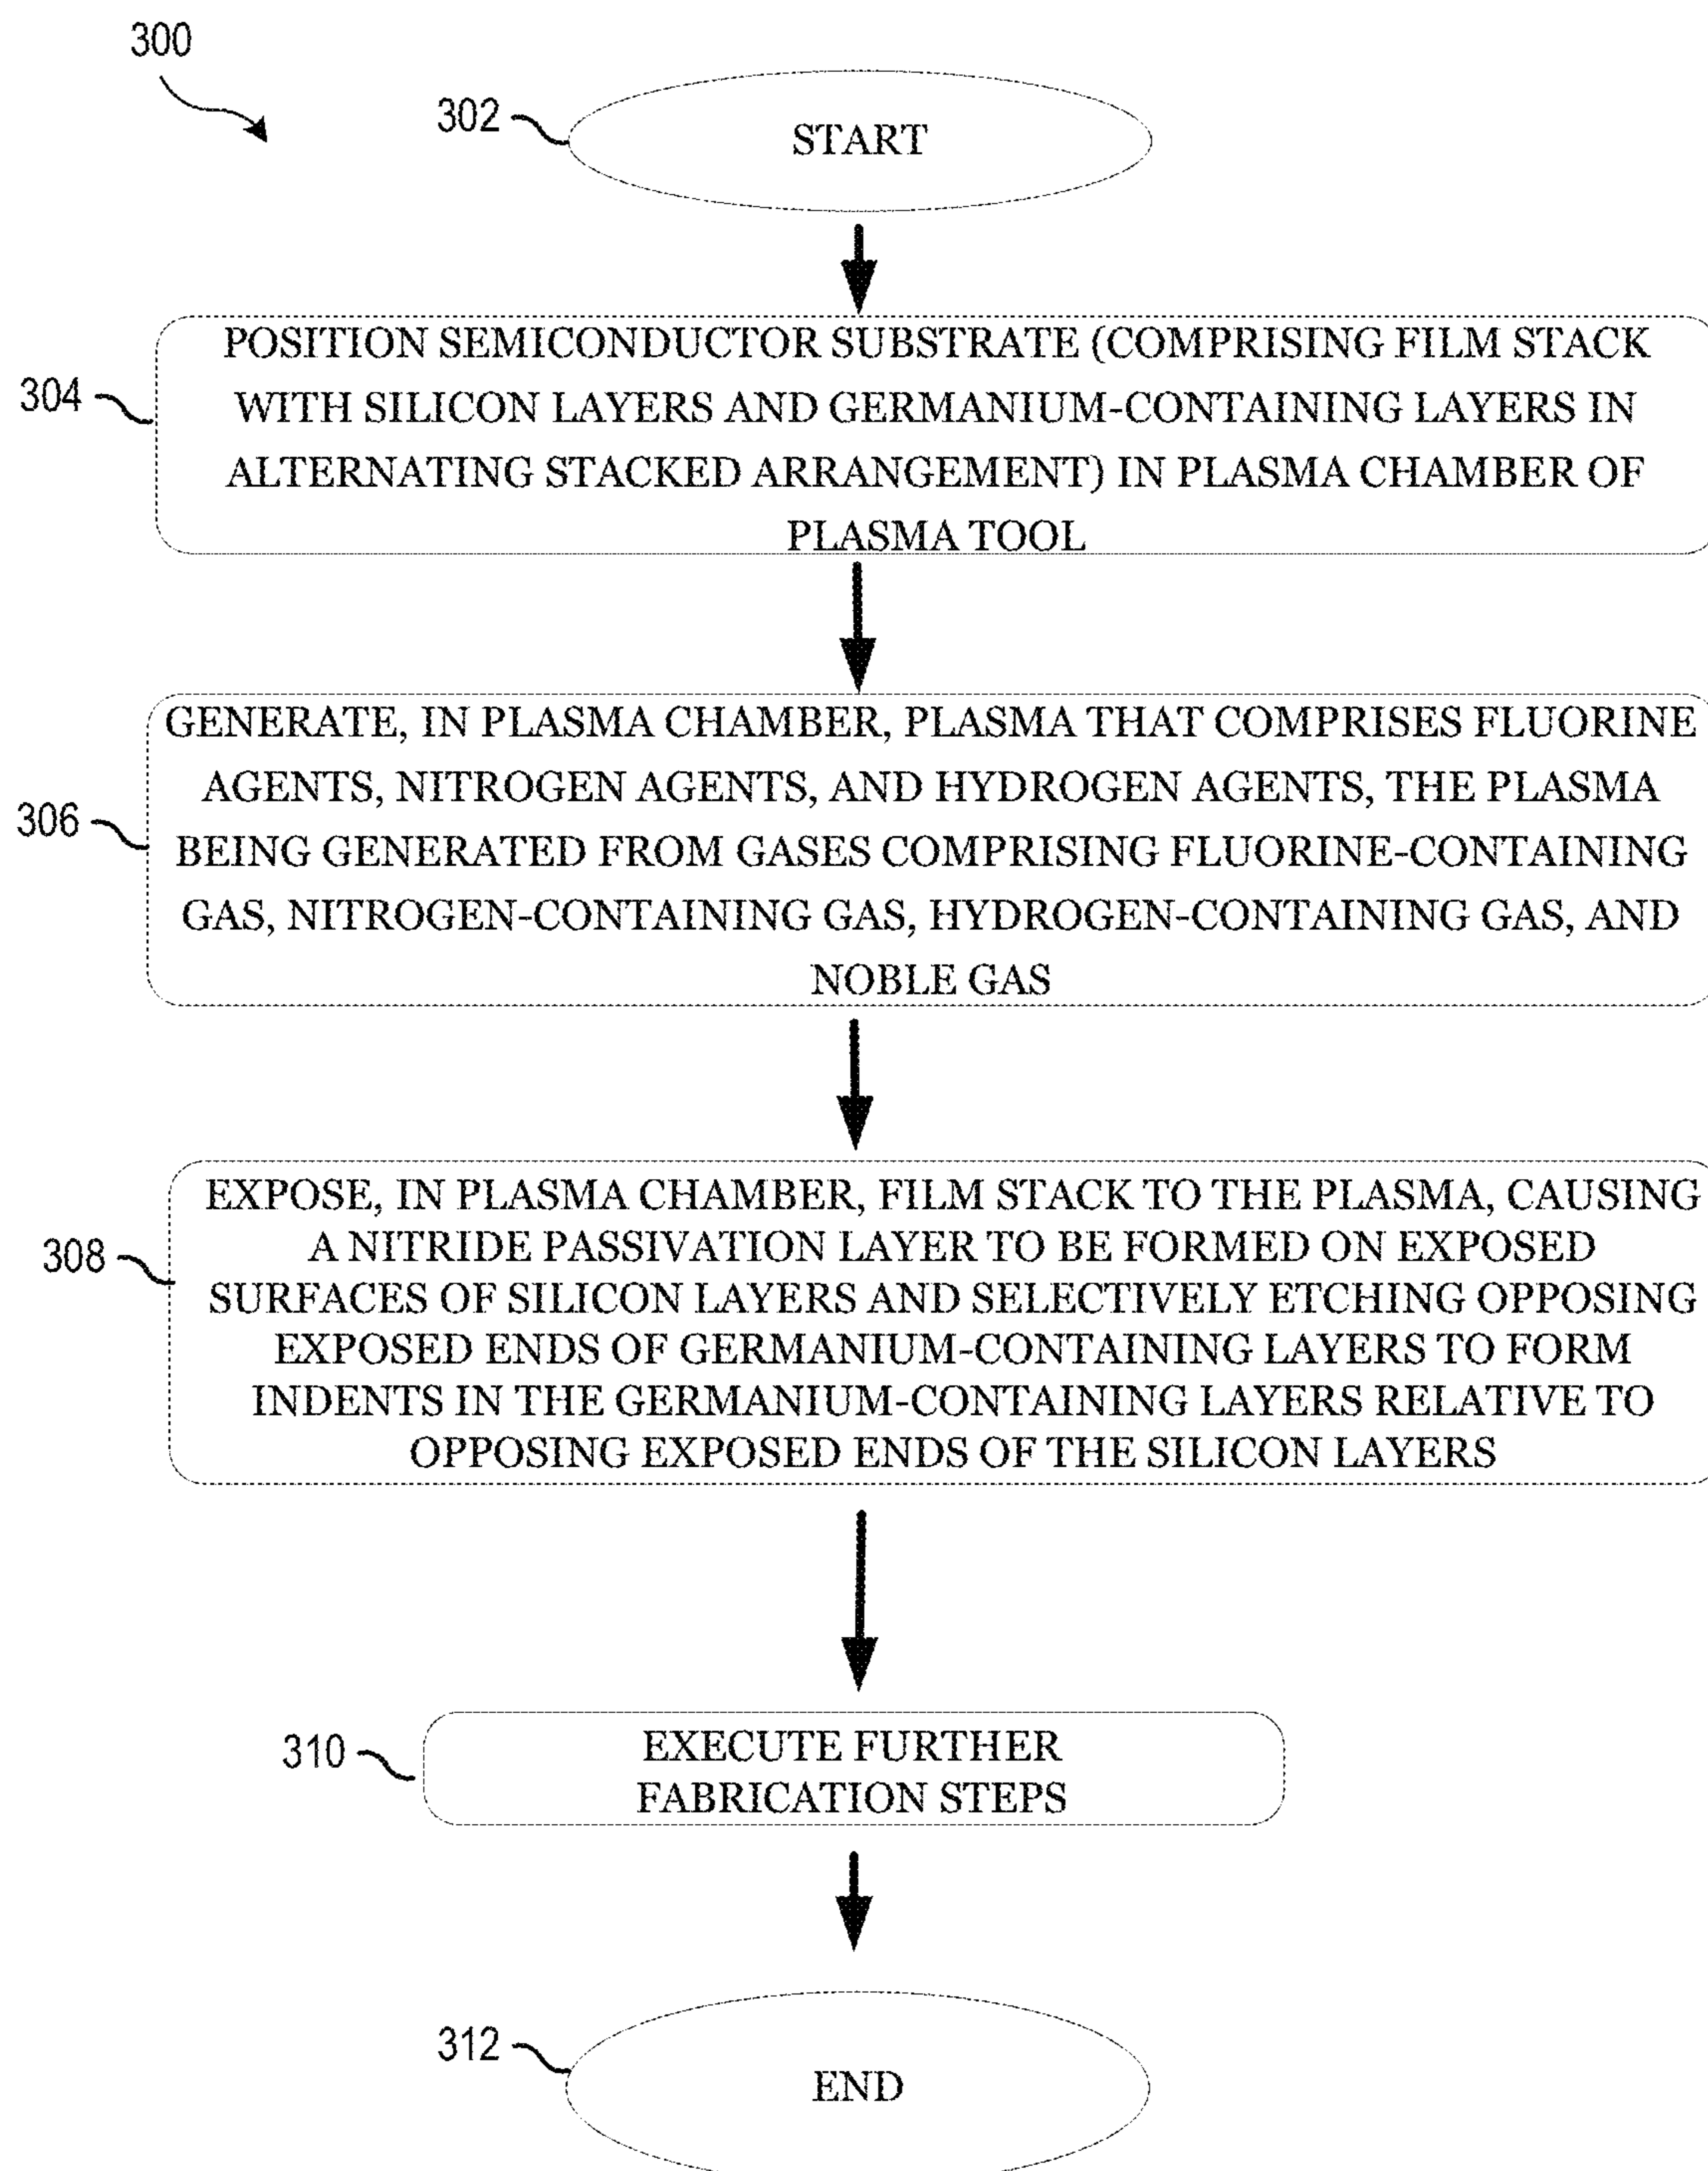 300
302
START
304
POSITION SEMICONDUCTOR SUBSTRATE (COMPRISING FILM STACK
WITH SILICON LAYERS AND GERMANIUM-CONTAINING LAYERS IN
ALTERNATING STACKED ARRANGEMENT) IN PLASMA CHAMBER OF
PLASMA TOOL
306
GENERATE, IN PLASMA CHAMBER, PLASMA THAT COMPRISES FLUORINE
AGENTS, NITROGEN AGENTS, AND HYDROGEN AGENTS, THE PLASMA
BEING GENERATED FROM GASES COMPRISING FLUORINE-CONTAINING
GAS, NITROGEN-CONTAINING GAS, HYDROGEN-CONTAINING GAS, AND
NOBLE GAS
308
EXPOSE, IN PLASMA CHAMBER, FILM STACK TO THE PLASMA, CAUSING
A NITRIDE PASSIVATION LAYER TO BE FORMED ON EXPOSED
SURFACES OF SILICON LAYERS AND SELECTIVELY ETCHING OPPOSING
EXPOSED ENDS OF GERMANIUM-CONTAINING LAYERS TO FORM
INDENTS IN THE GERMANIUM-CONTAINING LAYERS RELATIVE TO
OPPOSING EXPOSED ENDS OF THE SILICON LAYERS
310
EXECUTE FURTHER
FABRICATION STEPS
312
END